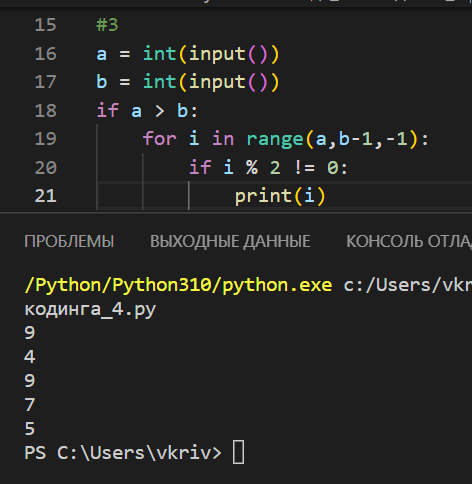 15 #3
16 a = int(input())
17 b = int(input())
18 if a > b:
19 for i in range(a,b-1,-1):
20 if i % 2 != 0:
21 print(i)
ПРОБЛЕМЫ ВЫХОДНЫЕ ДАННЫЕ КОНСОЛЬ ОТЛА
/Python/Python310/python.exe c:/Users/vkr
кодинга_4.py
9
4
9
7
5
PS C:\Users\vkriv>